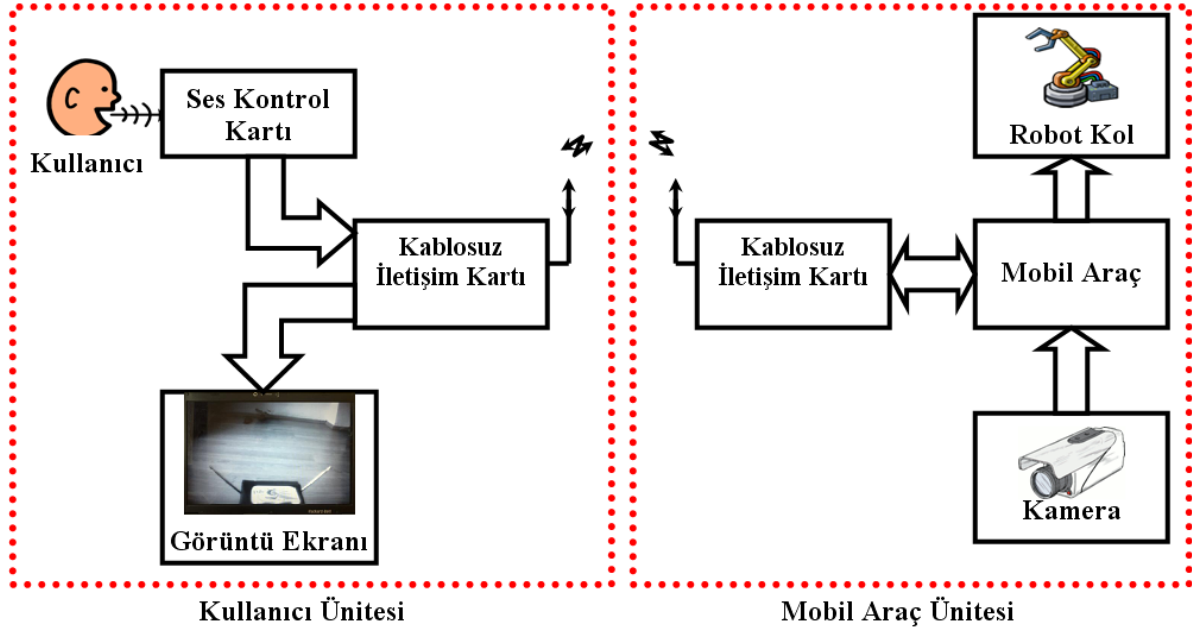 Ses Kontrol
Kartı
Kullanıcı
Kablosuz
İletişim Kartı
Görüntü Ekranı
Kullanıcı Ünitesi
Robot Kol
Kablosuz
İletişim Kartı
Mobil Araç
Kamera
Mobil Araç Ünitesi